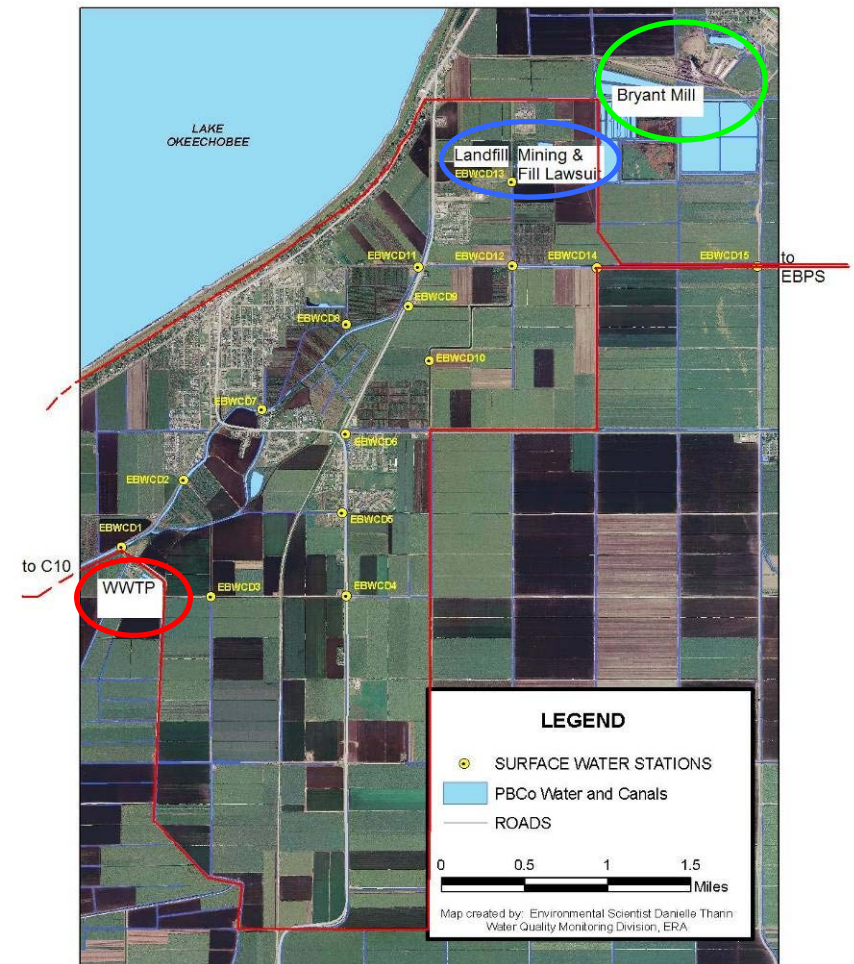 LAKE
OKEECHOBEE
Bryant Mill
Landfill Mining &
Fill Lawsuit
EBWCD13
EBWCD11
EBWCD12
EBWCD14
EBWCD15
to
EBPS
EBWCD9
EBWCD8
EBWCD10
EBWCD7
EBWCD6
EBWCD2
EBWCD5
EBWCD1
to C10
WWTP
EBWCD3
EBWCD4
LEGEND
SURFACE WATER STATIONS
PBCo Water and Canals
ROADS
0 0.5 1 1.5
Miles
Map created by: Environmental Scientist Danielle Thann
Water Quality Monitoring Division, ERA